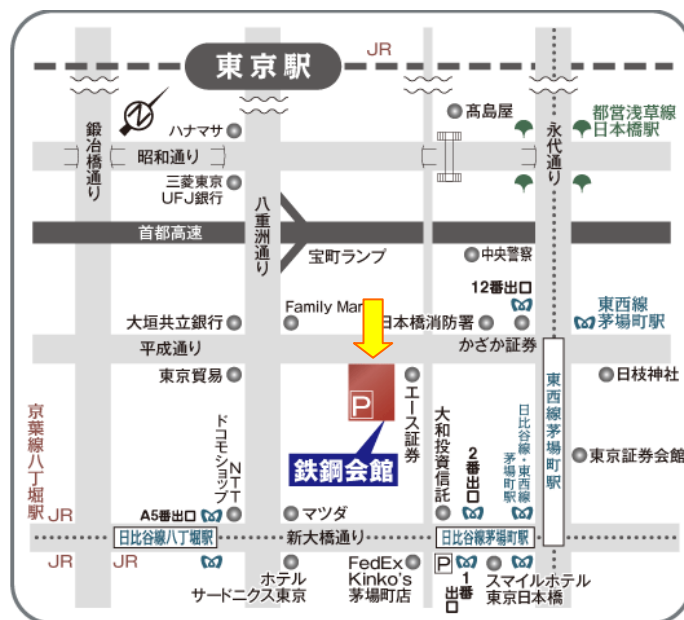 JR
東京駅
鍛冶橋通り
ハナマサ
昭和通り
髙島屋
永代通り
都営浅草線
日本橋駅
三菱東京
UFJ銀行
八重洲通り
首都高速
宝町ランプ
中央警察
12番出口
東西線
茅場町駅
Family Mar
大垣共立銀行
日本橋消防署
平成通り
かざか証券
東京貿易
P
エース証券
日枝神社
東西線茅場町駅
京葉線八丁堀駅
ドコモショップ
NTT
鉄鋼会館
大和投資信託
2番出口
日比谷線・東西線
茅場町駅
東京証券会館
JR
A5番出口
マツダ
日比谷線八丁堀駅
新大橋通り
日比谷線茅場町駅
JR
JR
ホテル
サードニクス東京
FedEx
Kinko's
茅場町店
P
1番出口
スマイルホテル
東京日本橋